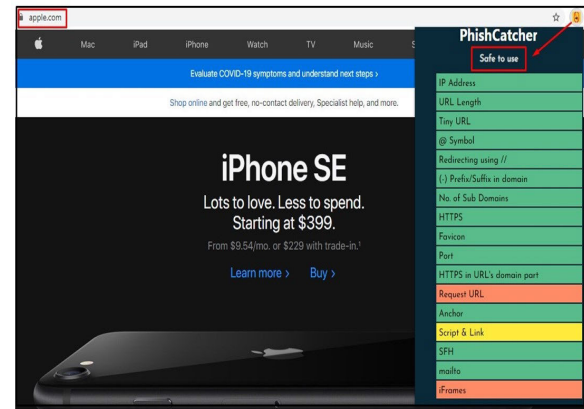 apple.com
Mac iPad iPhone Watch TV Music
Evaluate COVID-19 symptoms and understand next steps >
Shop online and get free, no-contact delivery, Specialist help, and more.
iPhone SE
Lots to love. Less to spend.
Starting at $399.
From $9.54/mo. or $229 with trade-in.¹
Learn more > Buy >
PhishCatcher
Safe to use
IP Address
URL Length
Tiny URL
@ Symbol
Redirecting using //
(-) Prefix/Suffix in domain
No. of Sub Domains
HTTPS
Favicon
Port
HTTPS in URL's domain part
Request URL
Anchor
Script & Link
SFH
mailto
iFrames